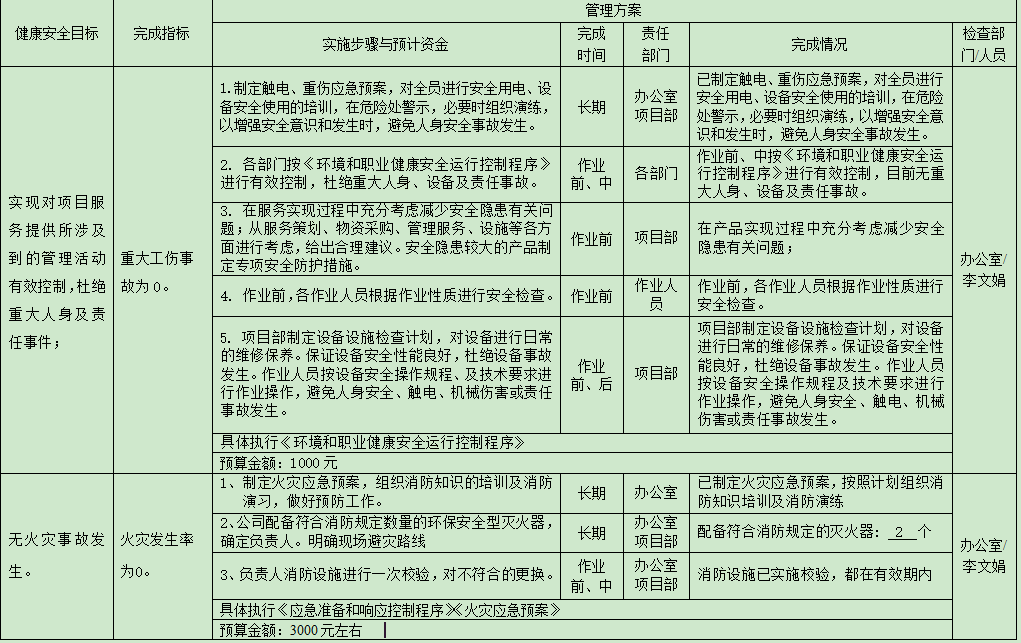 健康安全目标
完成指标
管理方案
实施步骤与预计资金
完成
时间
责任
部门
完成情况
检查部
门/人员
实现对项目服
务提供所涉及
到的管理活动
有效控制，杜绝
重大人身及责
任事件；
重大工伤事
故为 0。
1.制定触电、重伤应急预案，对全员进行安全用电、设
备安全使用的培训，在危险处警示，必要时组织演练，
以增强安全意识和发生时，避免人身安全事故发生。
长期
办公室
项目部
已制定触电、重伤应急预案，对全员进行
安全用电、设备安全使用的培训，在危险
处警示，必要时组织演练，以增强安全意
识和发生时，避免人身安全事故发生。
办公室/
李文娟
2. 各部门按《环境和职业健康安全运行控制程序》
进行有效控制，杜绝重大人身、设备及责任事故。
作业
前、中
各部门
作业前、中按《环境和职业健康安全运
行控制程序》进行有效控制，目前无重
大人身、设备及责任事故。
3. 在服务实现过程中充分考虑减少安全隐患有关问
题；从服务策划、物资采购、管理服务、设施等各方
面进行考虑，给出合理建议。安全隐患较大的产品制
定专项安全防护措施。
作业前
项目部
在产品实现过程中充分考虑减少安全
隐患有关问题；
4. 作业前，各作业人员根据作业性质进行安全检查。
作业前
作业人
员
作业前，各作业人员根据作业性质进行
安全检查。
5. 项目部制定设备设施检查计划，对设备进行日常
的维修保养。保证设备安全性能良好，杜绝设备事故
发生。作业人员按设备安全操作规程、及技术要求进
行作业操作，避免人身安全、触电、机械伤害或责任
事故发生。
作业
前、后
项目部
项目部制定设备设施检查计划，对设备
进行日常的维修保养。保证设备安全性
能良好，杜绝设备事故发生。作业人员
按设备安全操作规程及技术要求进行
作业操作，避免人身安全、触电、机械
伤害或责任事故发生。
具体执行《环境和职业健康安全运行控制程序》
预算金额：1000 元
无火灾事故发
生。
火灾发生率
为0。
1、 制定火灾应急预案，组织消防知识的培训及消防
演习，做好预防工作。
长期
办公室
已制定火灾应急预案，按照计划组织消
防知识培训及消防演练
办公室/
李文娟
2、公司配备符合消防规定数量的环保安全型灭火器，
确定负责人。明确现场避灾路线
长期
办公室
项目部
配备符合消防规定的灭火器： 2 个
3、负责人消防设施进行一次校验，对不符合的更换。
作业
前、中
办公室
项目部
消防设施已实施校验，都在有效期内
具体执行《应急准备和响应控制程序》《火灾应急预案》
预算金额：3000 元左右